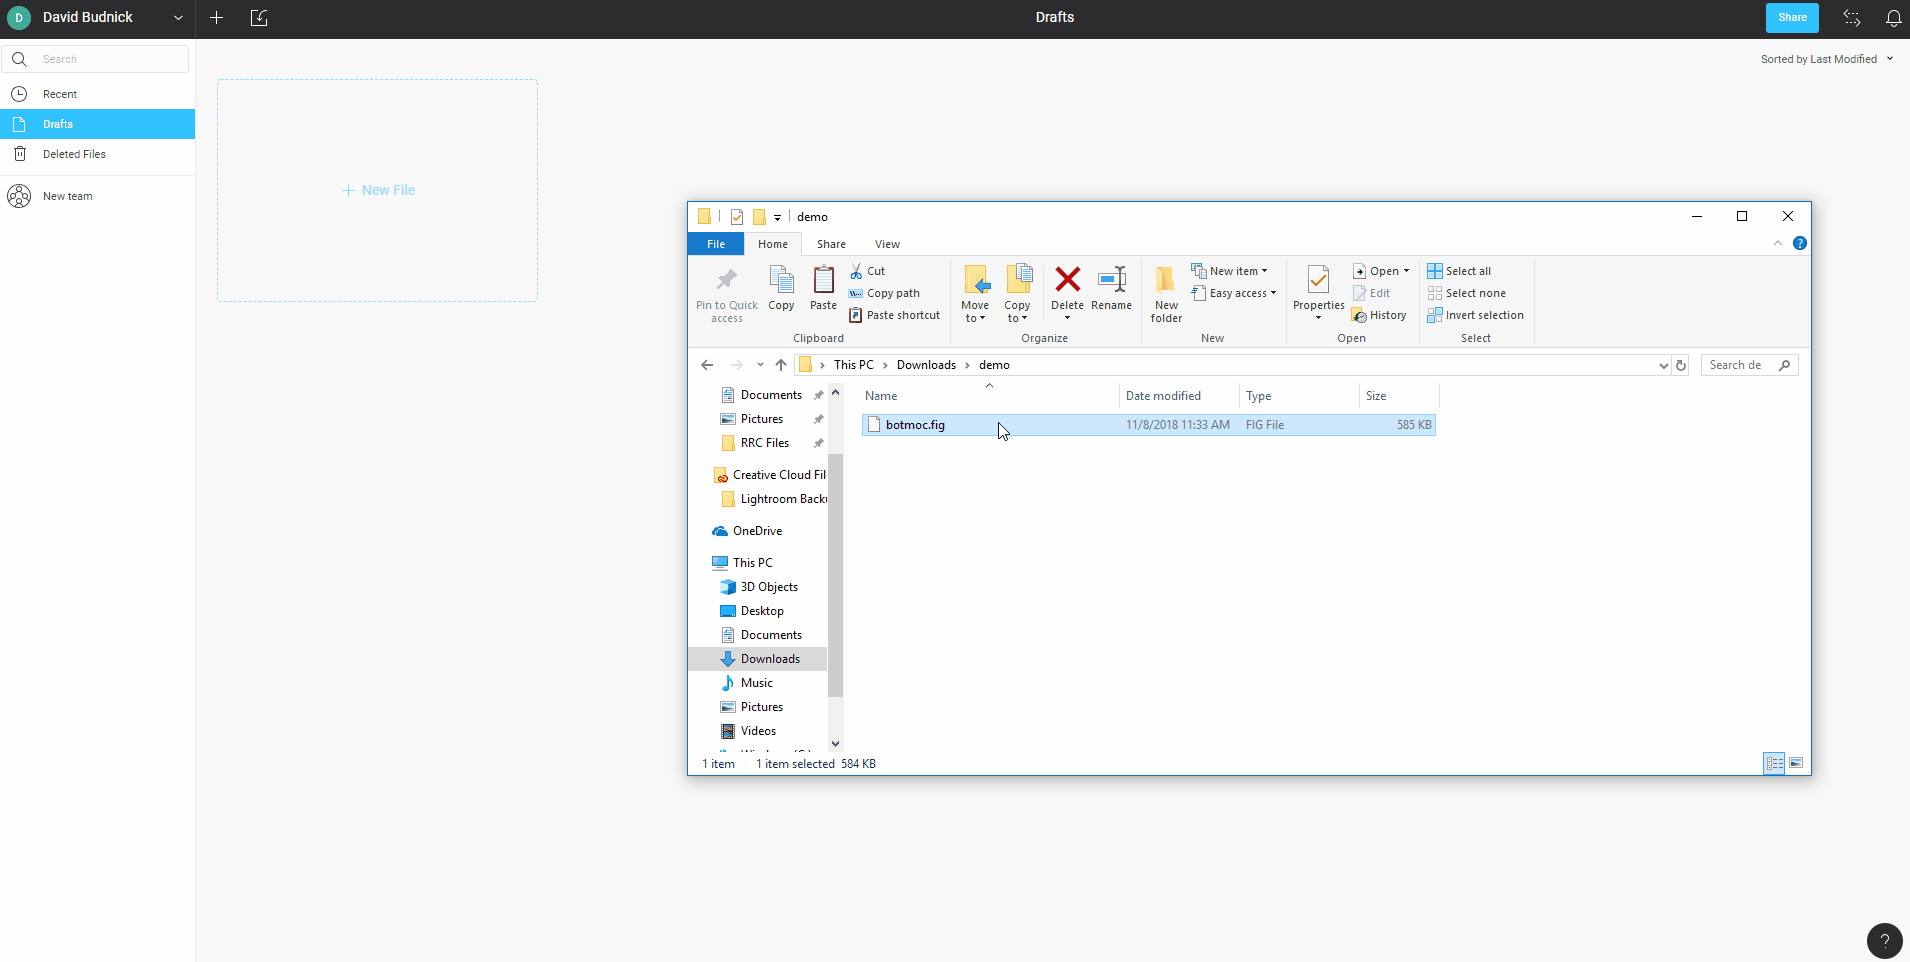 D David Budnick
Drafts
Share
Search
Sorted by Last Modified
Recent
Drafts
Deleted Files
New team
New File
demo
File Home Share View
?
Pin to Quick access
Copy
Paste
Cut
Copy path
Paste shortcut
Clipboard
Move to
Copy to
Delete
Rename
Organize
New folder
New item
Easy access
New
Properties
Open
Edit
History
Open
Select all
Select none
Invert selection
Select
This PC Downloads demo
Search de
Documents
Pictures
RRC Files
Creative Cloud Fil
Lightroom Back
OneDrive
This PC
3D Objects
Desktop
Documents
Downloads
Music
Pictures
Videos
Name Date modified Type Size
botmoc.fig 11/8/2018 11:33 AM FIG File 585 KB
1 item 1 item selected 584 KB
?